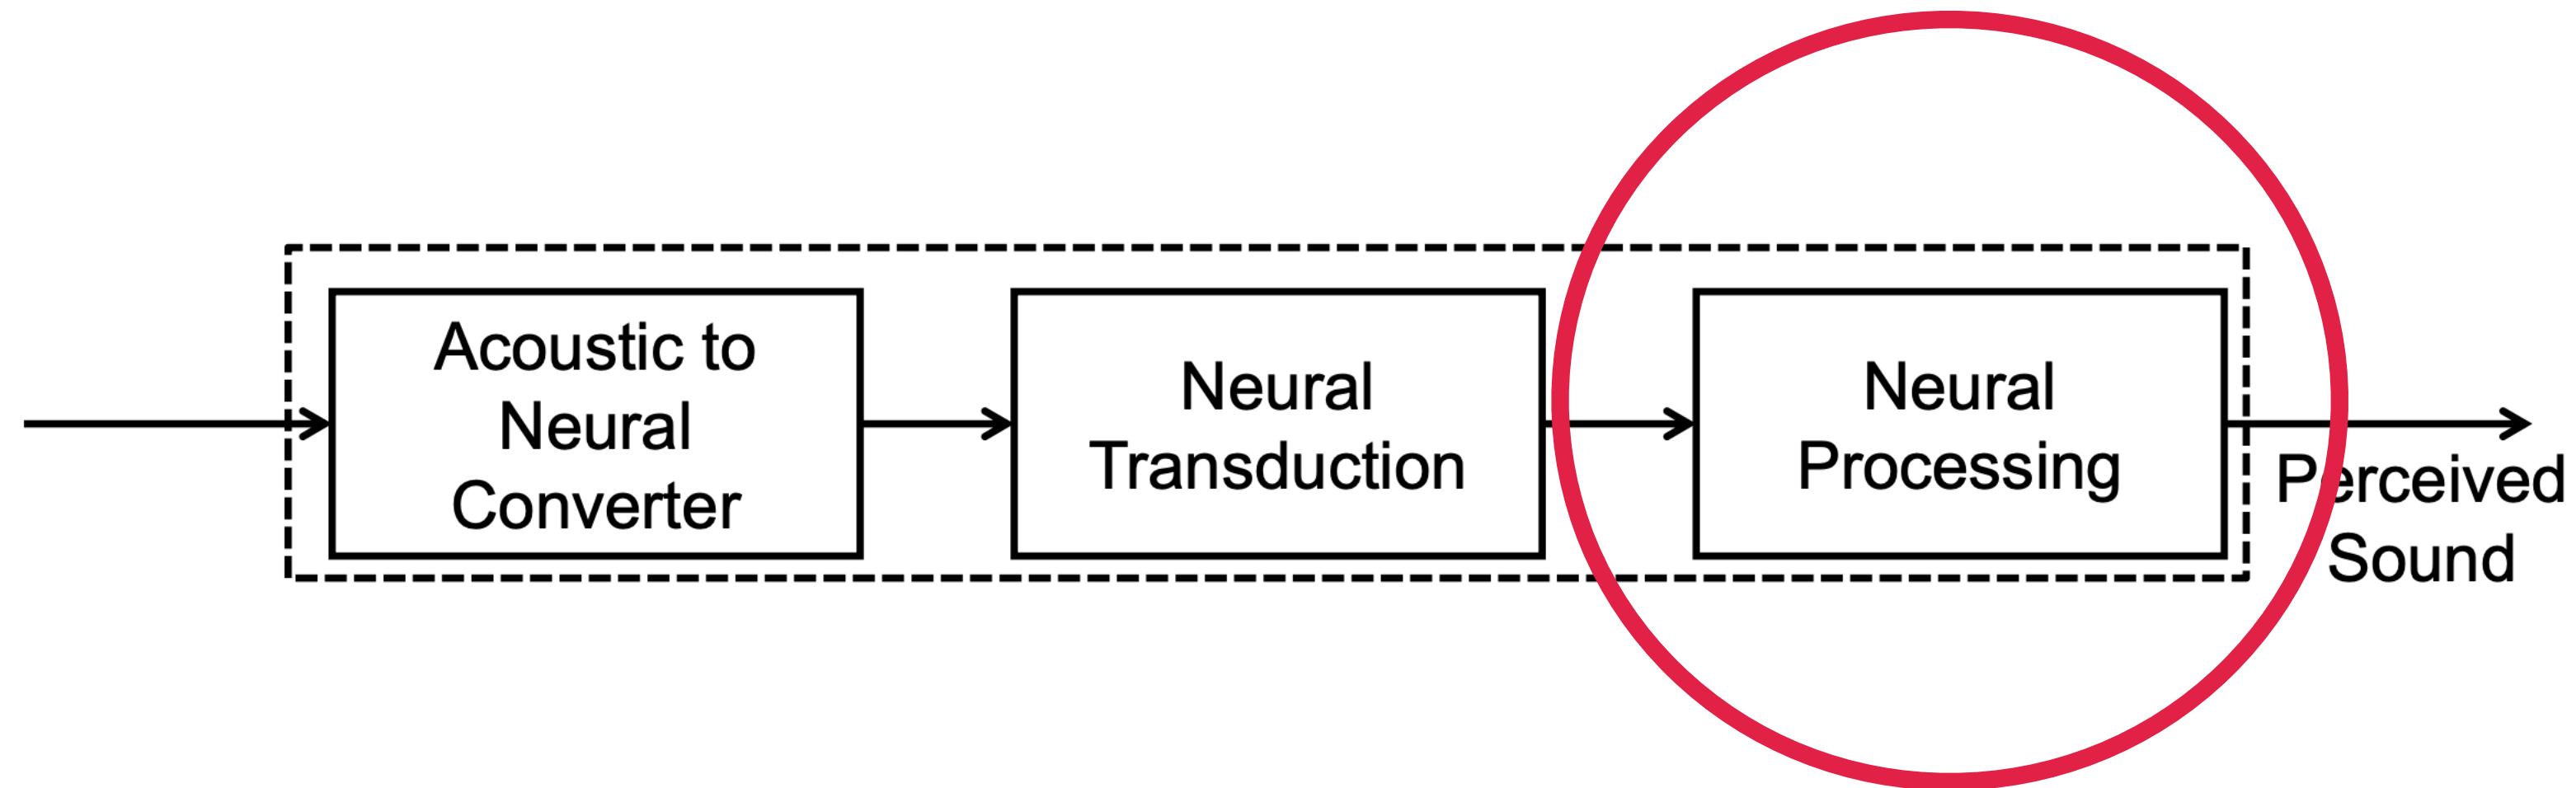 Acoustic to
Neural
Converter
Neural
Transduction
Neural
Processing
Perceived
Sound